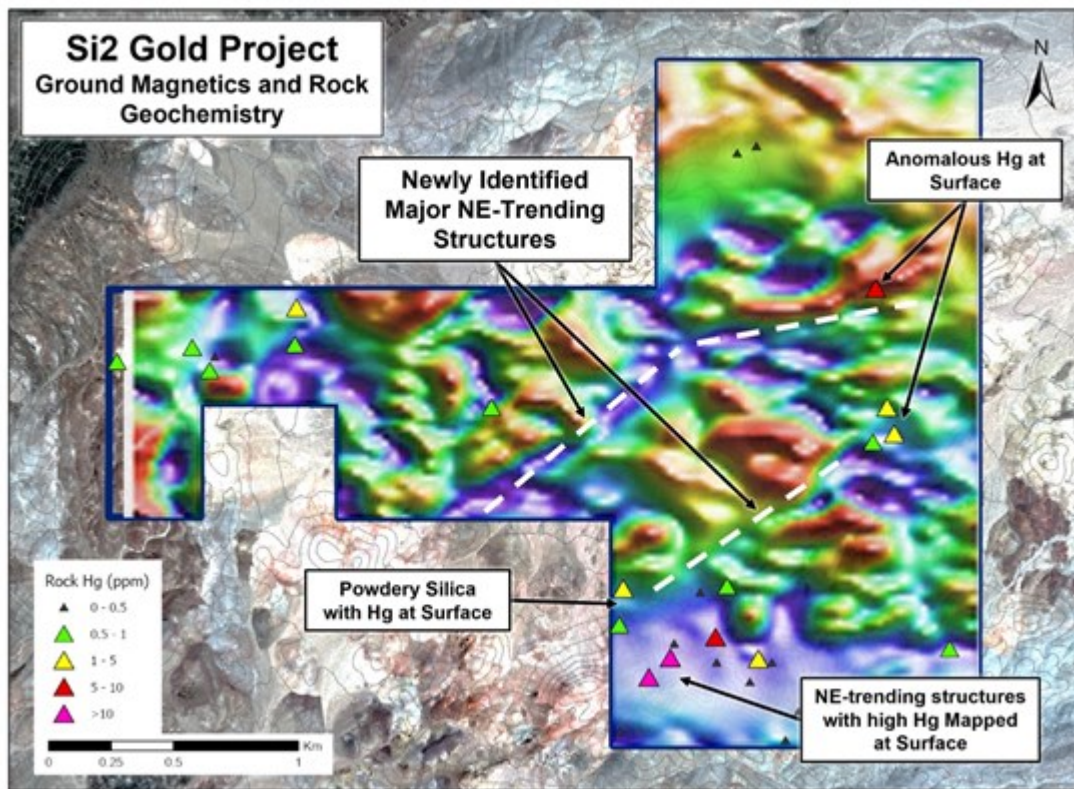 Si2 Gold Project
Ground Magnetics and Rock
Geochemistry
N
Newly Identified
Major NE-Trending
Structures
Anomalous Hg at
Surface
Powdery Silica
with Hg at Surface
NE-trending structures
with high Hg Mapped
at Surface
Rock Hg (ppm)
0 - 0.5
0.5 - 1
1 - 5
5 - 10
>10
Km
0 0.25 0.5 1